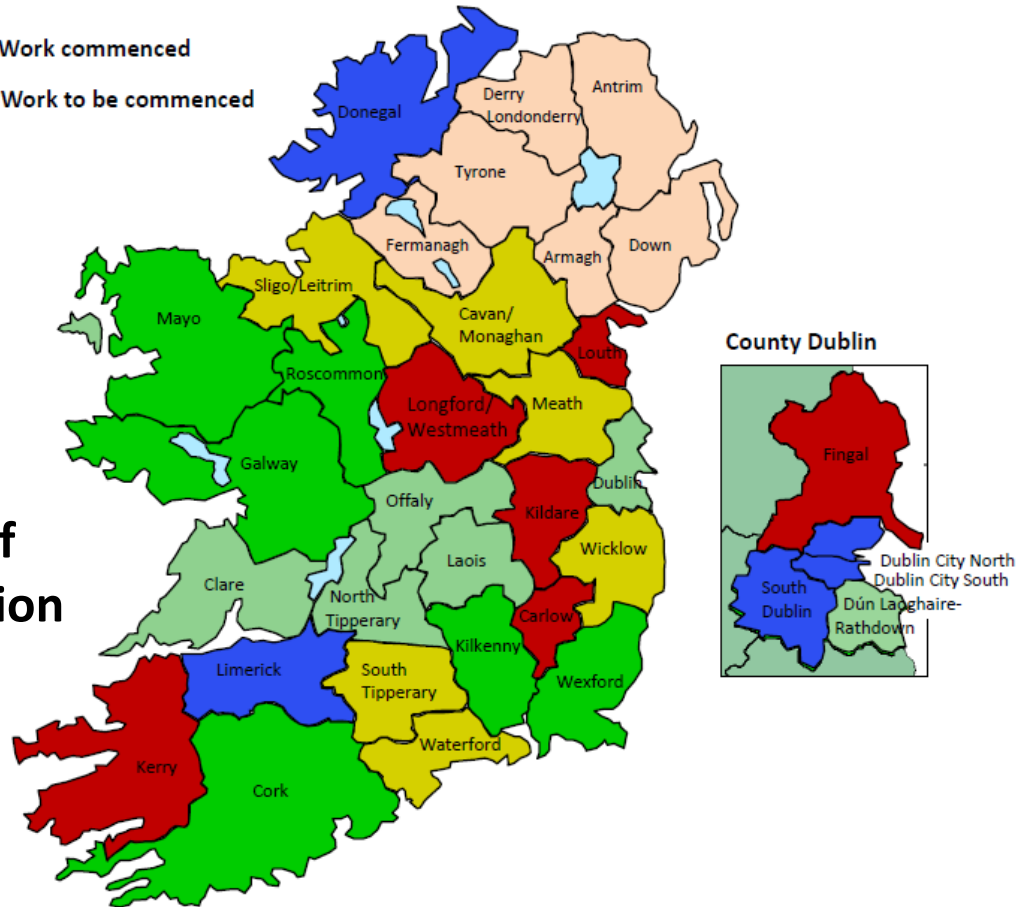 Work commenced
Work to be commenced
Donegal
Derry
Londonderry
Antrim
Tyrone
Fermanagh
Armagh
Down
Sligo/Leitrim
Cavan/
Monaghan
Mayo
Louth
Roscommon
Longford/
Westmeath
Meath
Galway
Offaly
Dublin
Kildare
Wicklow
Laois
Clare
North
Tipperary
Carlow
Kilkenny
Limerick
South
Tipperary
Wexford
Waterford
Kerry
Cork
f
ion
County Dublin
Fingal
Dublin City North
Dublin City South
South
Dublin
Dún Laoghaire-
Rathdown